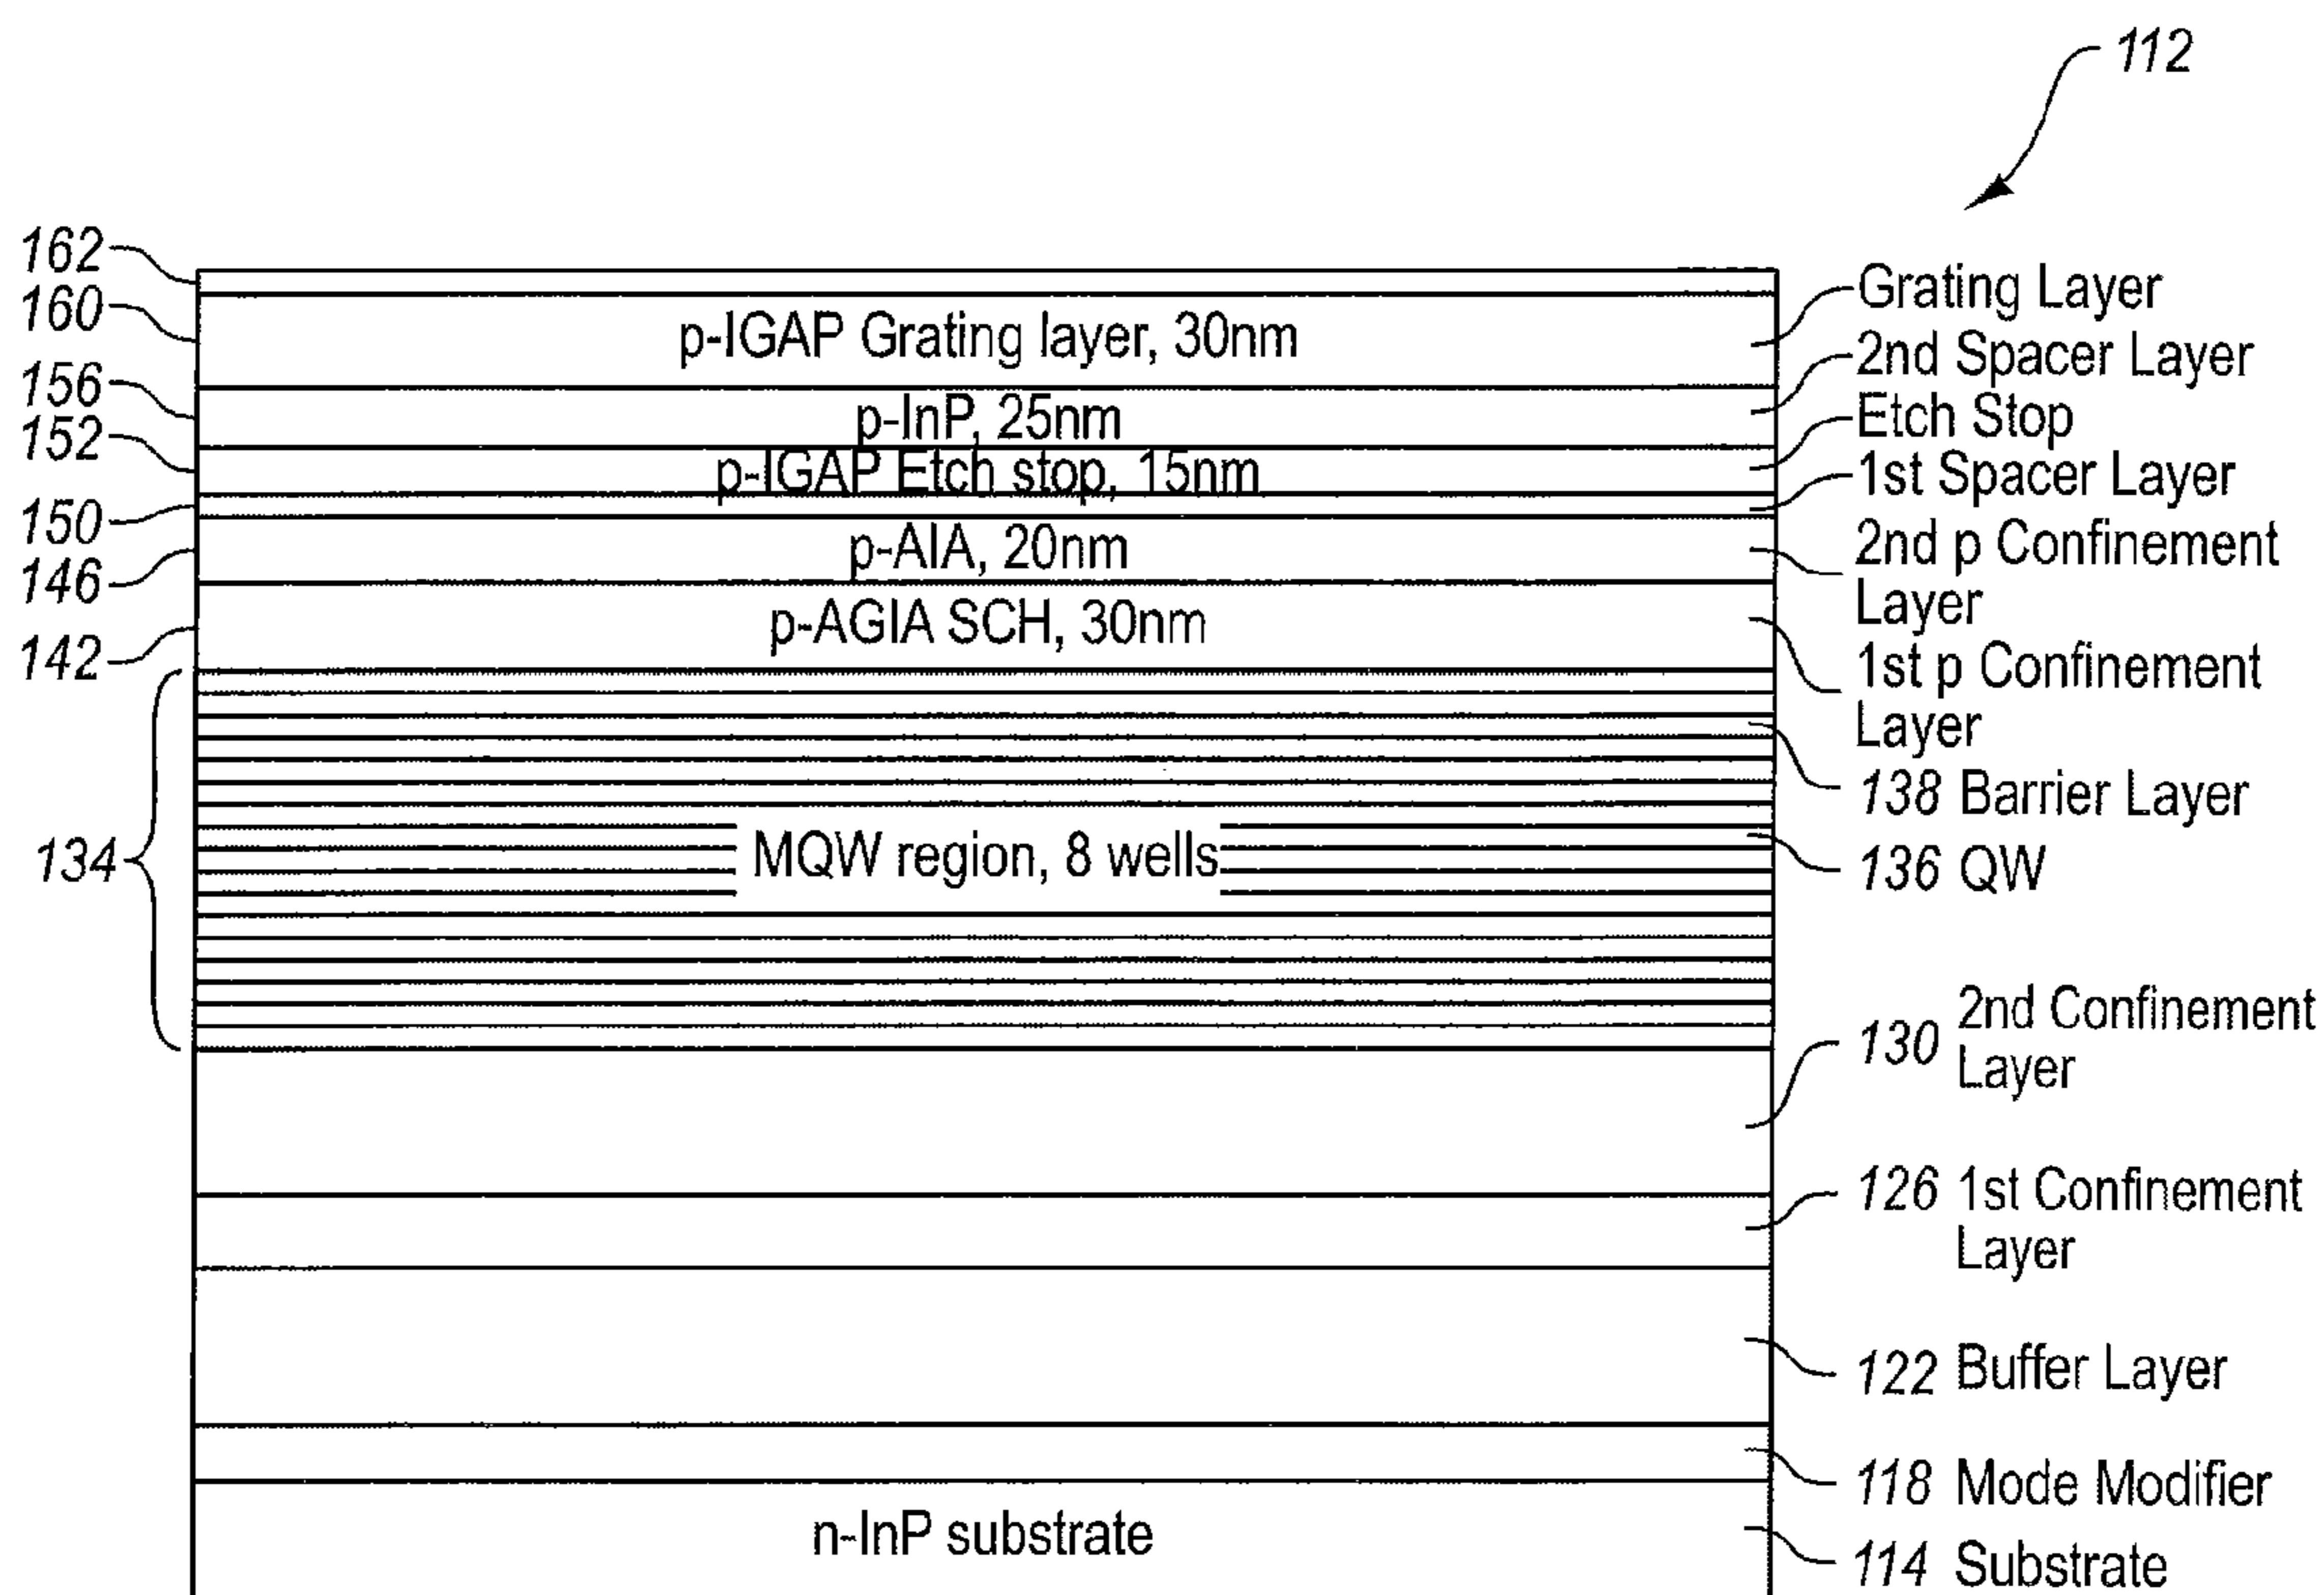 112
162
160
156
152
150
146
142
134
p-IGAP Grating layer, 30nm
p-InP, 25nm
p-IGAP Etch stop, 15nm
p-AIA, 20nm
p-AGIA SCH, 30nm
MQW region, 8 wells
n-InP substrate
Grating Layer
2nd Spacer Layer
Etch Stop
1st Spacer Layer
2nd p Confinement
Layer
1st p Confinement
Layer
138 Barrier Layer
136 QW
130 2nd Confinement
Layer
126 1st Confinement
Layer
122 Buffer Layer
118 Mode Modifier
114 Substrate